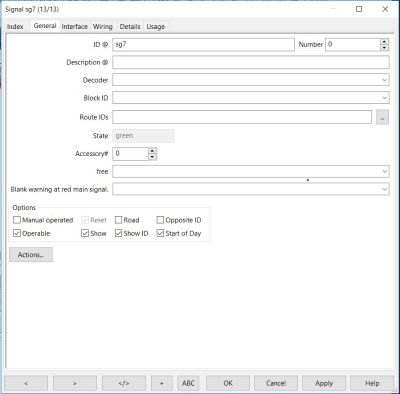 Signal sg7 (13/13)
Index General Interface Wiring Details Usage
ID @ sg7 Number 0
Description @
Decoder
Block ID
Route IDs ...
State green
Accessory# 0
free
Blank warning at red main signal.
Options
Manual operated Reset Road Opposite ID
Operable Show Show ID Start of Day
Actions...
< > </> + ABC OK Cancel Apply Help